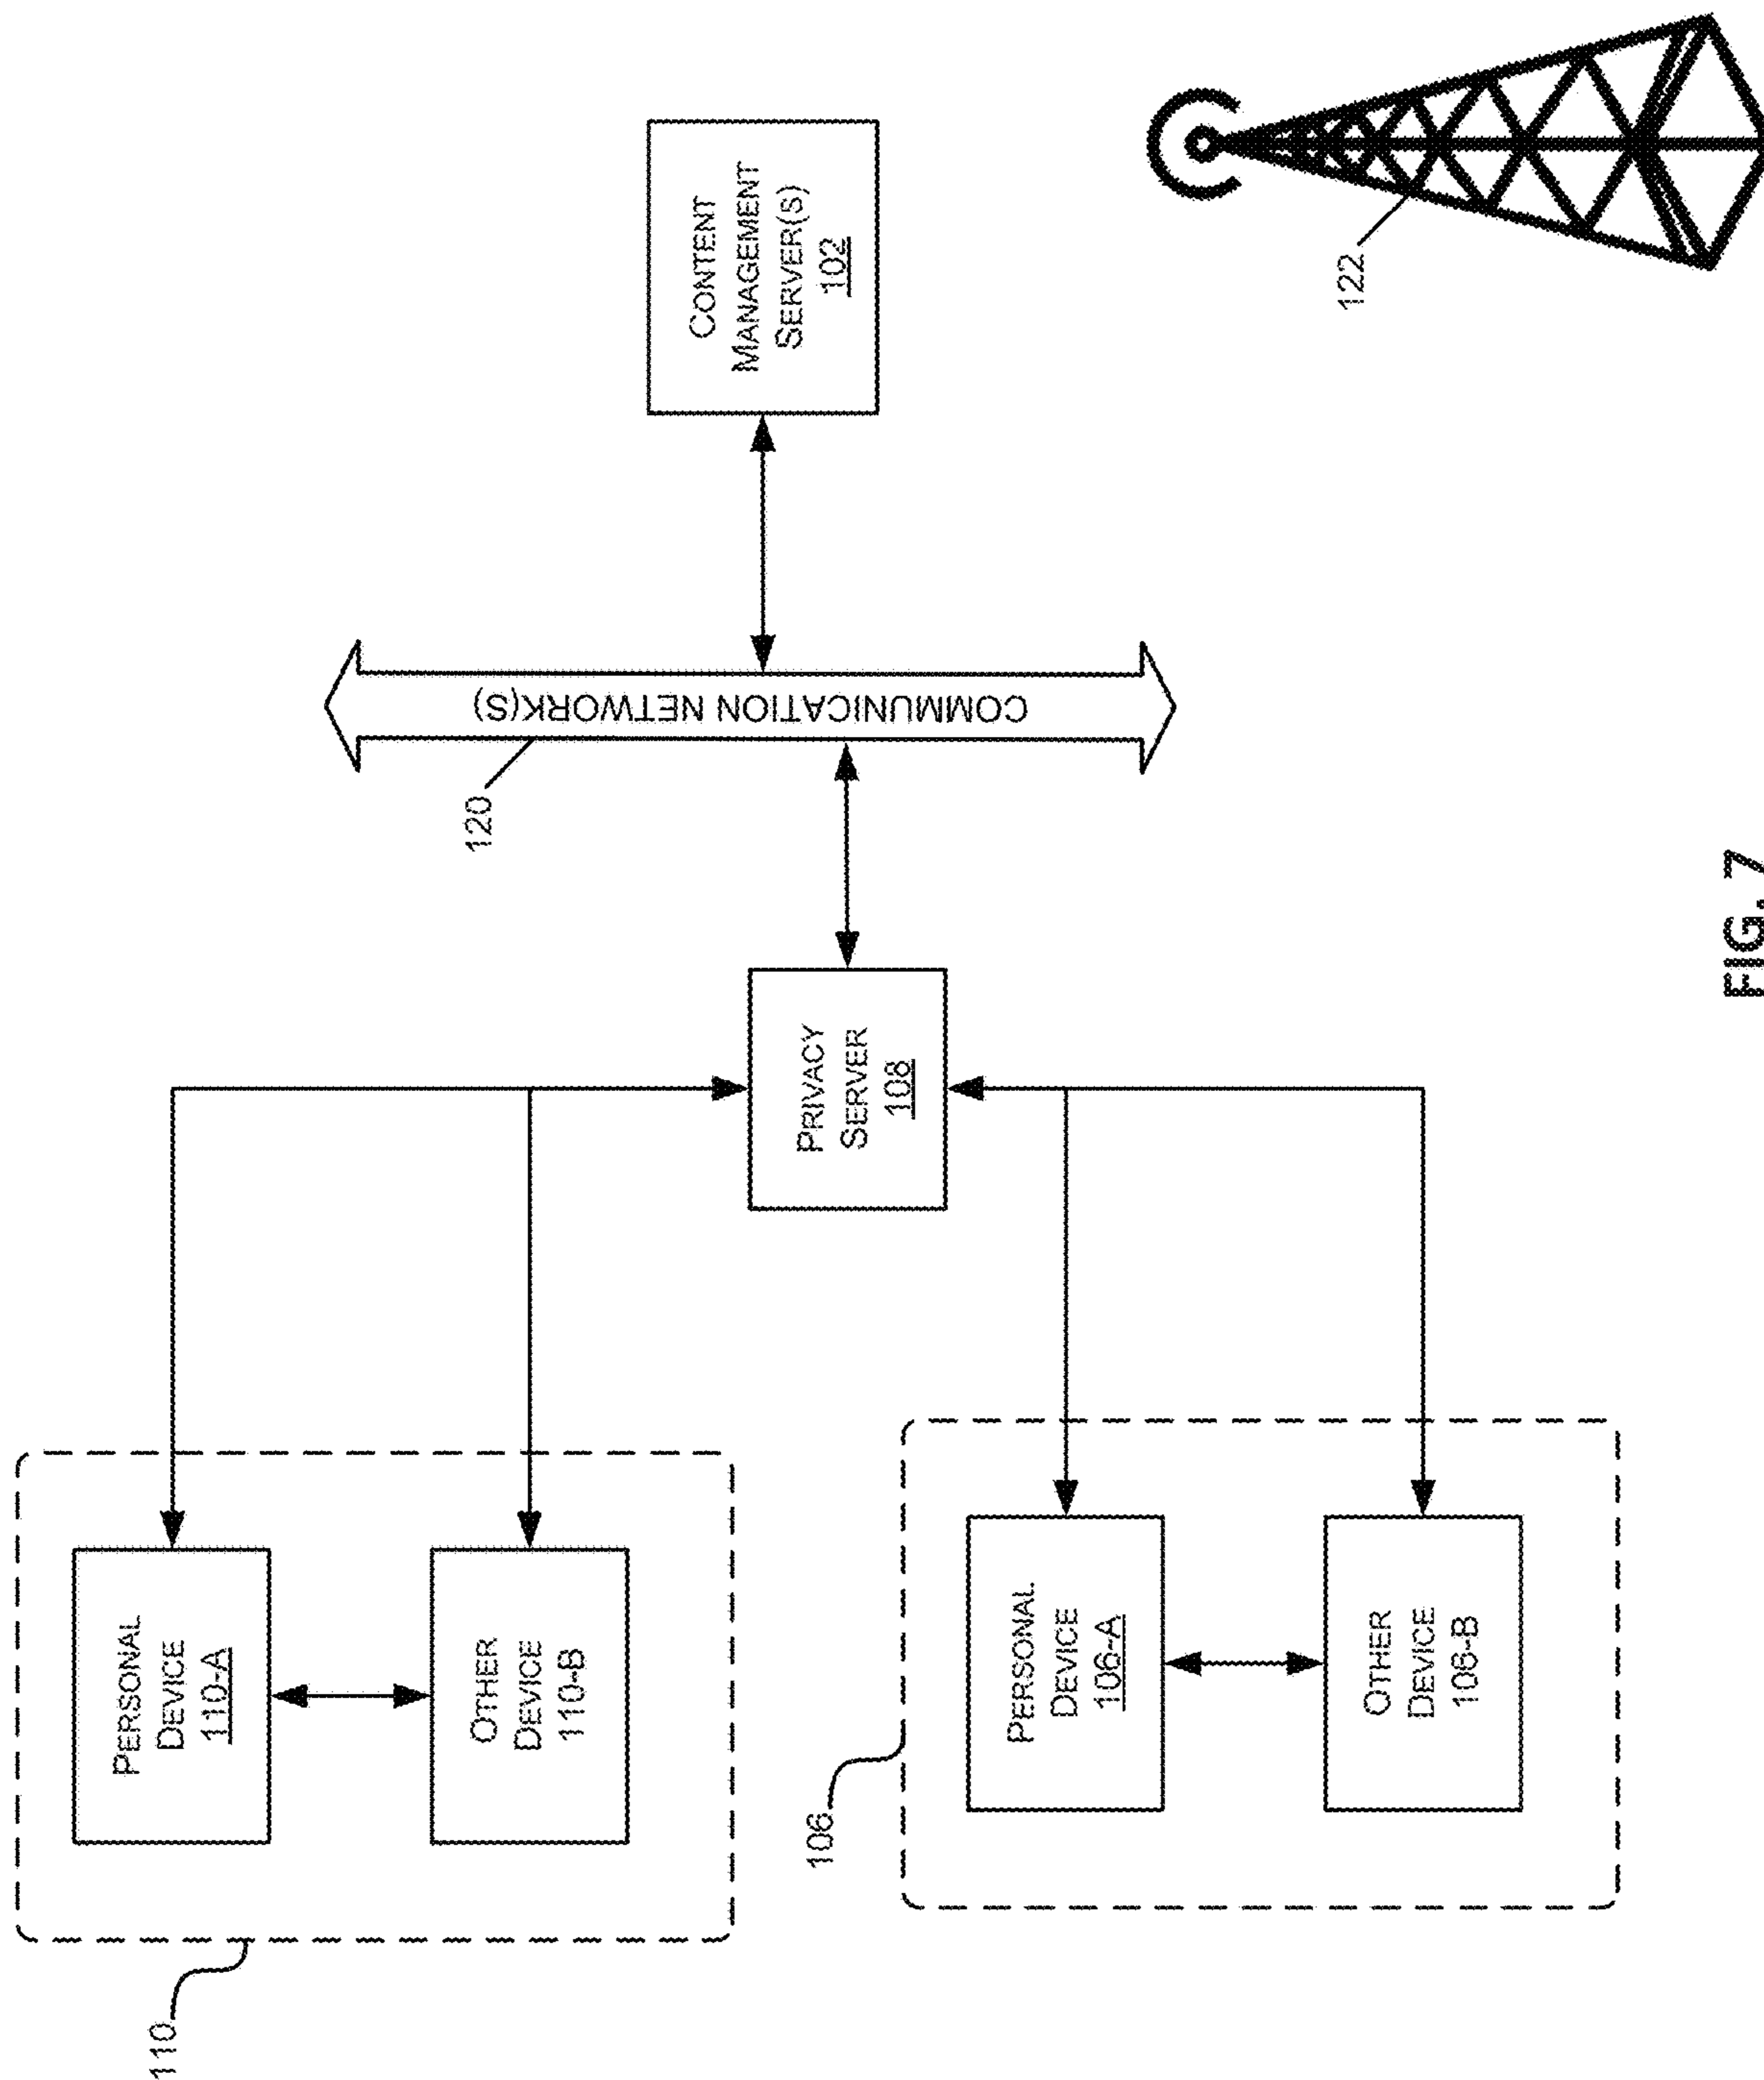 110
PERSONAL
DEVICE
110-A
OTHER
DEVICE
110-B
106
PERSONAL
DEVICE
106-A
OTHER
DEVICE
106-B
PRIVACY
SERVER
108
120
COMMUNICATION NETWORK(S)
CONTENT
MANAGEMENT
SERVER(S)
102
122
FIG. 7